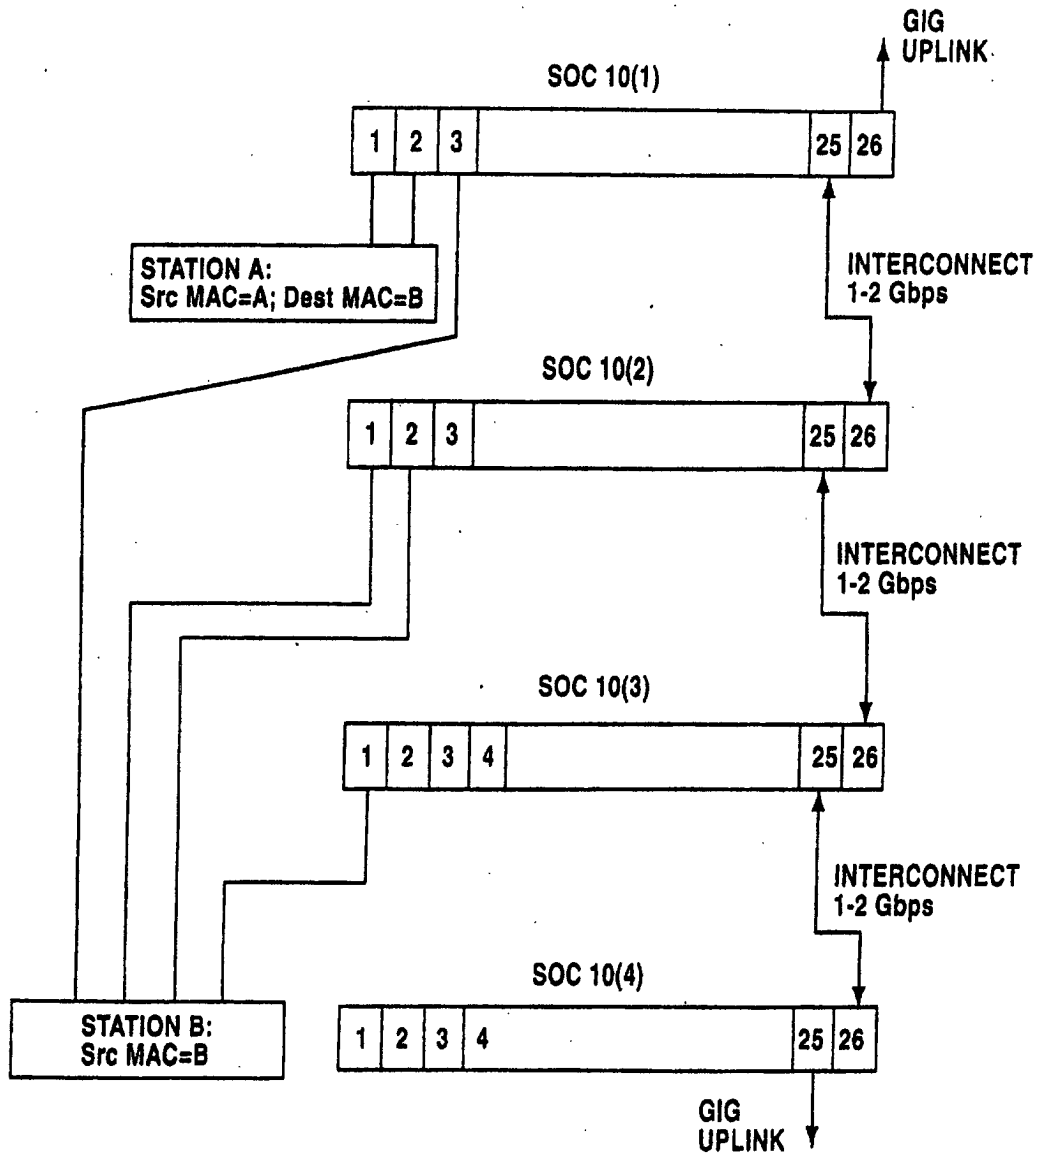 GIG
UPLINK
SOC 10(1)
1 2 3 25 26
STATION A:
Src MAC=A; Dest MAC=B
INTERCONNECT
1-2 Gbps
SOC 10(2)
1 2 3 25 26
INTERCONNECT
1-2 Gbps
SOC 10(3)
1 2 3 4 25 26
INTERCONNECT
1-2 Gbps
SOC 10(4)
1 2 3 4 25 26
STATION B:
Src MAC=B
GIG
UPLINK